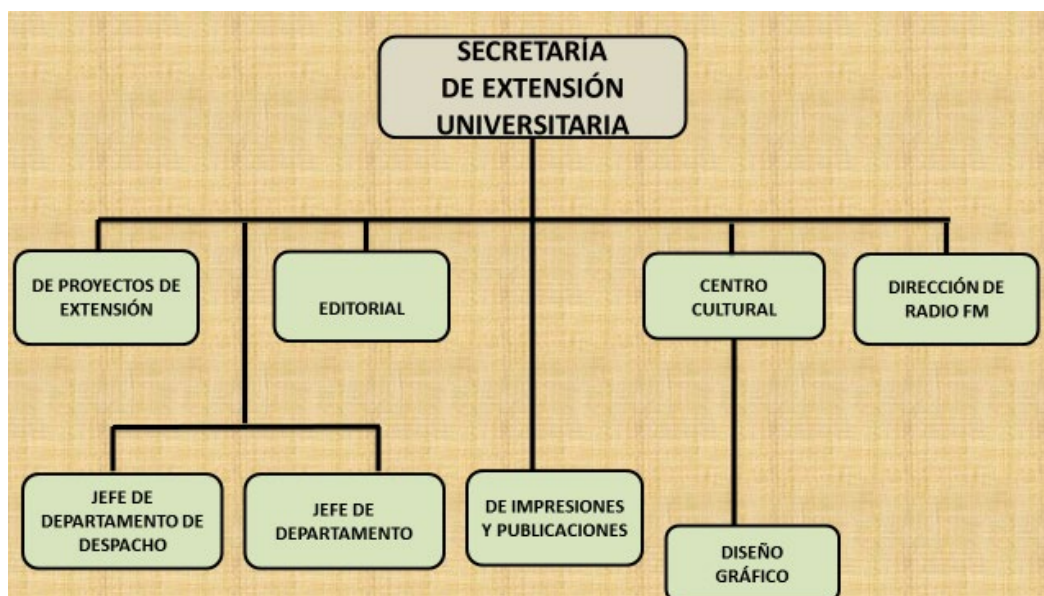 SECRETARÍA
DE EXTENSIÓN
UNIVERSITARIA
DE PROYECTOS DE
EXTENSIÓN
EDITORIAL
CENTRO
CULTURAL
DIRECCIÓN DE
RADIO FM
JEFE DE
DEPARTAMENTO DE
DESPACHO
JEFE DE
DEPARTAMENTO
DE IMPRESIONES
Y PUBLICACIONES
DISEÑO
GRÁFICO